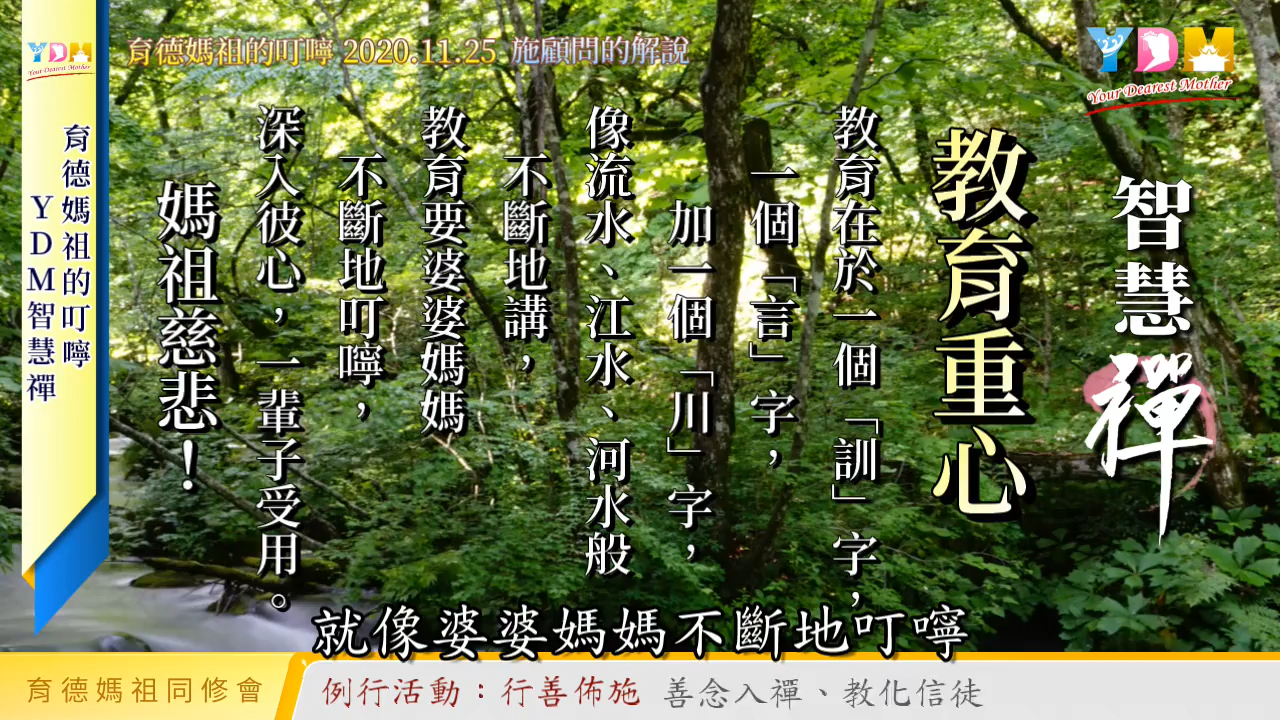 育德媽祖的叮嚀 2020.11.25 施顧問的解說
YDM
Your Dearest Mother
YDM
Your Dearest Mother
育德媽祖的叮嚀
YDM智慧禪
智慧禪
教育重心
教育在於一個「訓」字，
一個「言」字，
加一個「川」字，
像流水、江水、河水般
不斷地講，
教育要婆婆媽媽
不斷地叮嚀，
深入彼心，一輩子受用。
媽祖慈悲！
就像婆婆媽媽不斷地叮嚀
育德媽祖同修會
例行活動：行善佈施 善念入禪、教化信徒